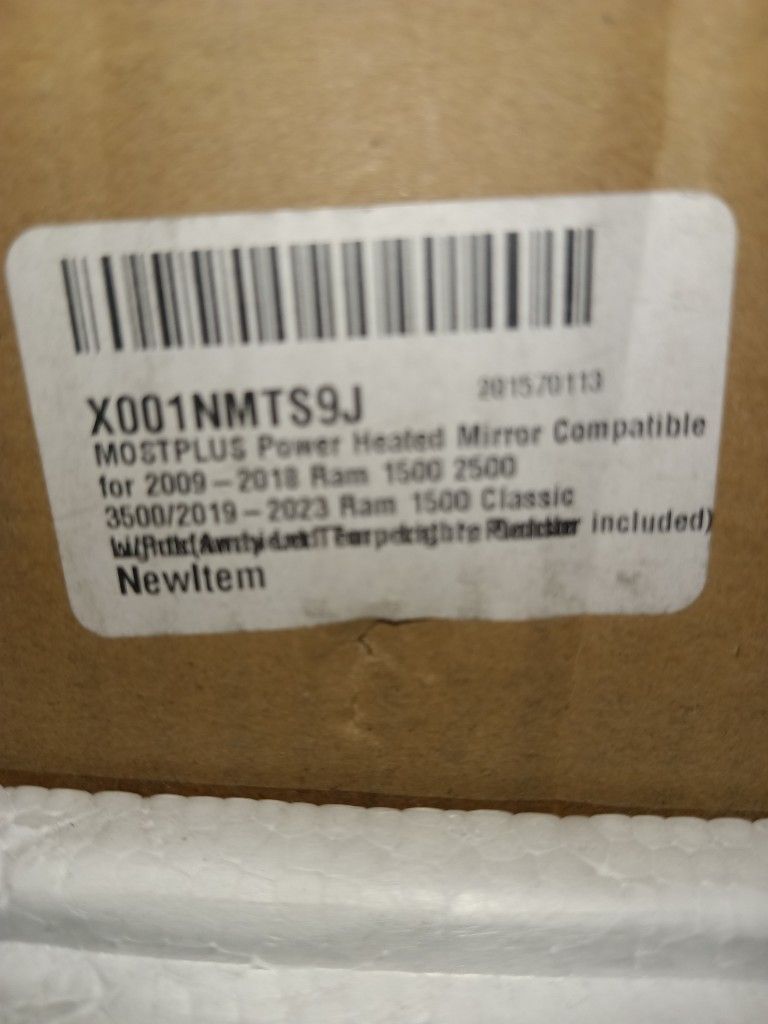 X001NMTS9J
201570113
MOSTPLUS Power Heated Mirror Compatible
for 2009-2018 Ram 1500 2500
3500/2019-2023 Ram 1500 Classic
included)
NewItem